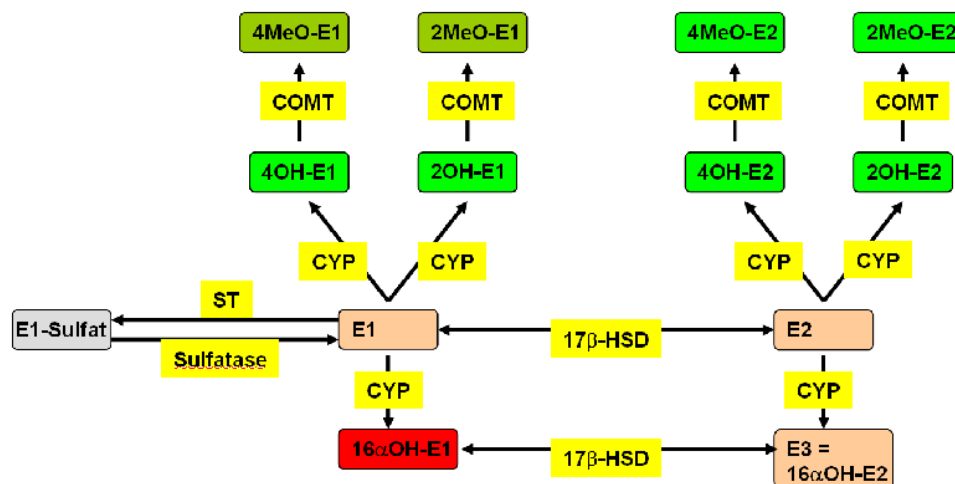 4MeO-E1
2MeO-E1
4MeO-E2
2MeO-E2
COMT
COMT
COMT
COMT
4OH-E1
2OH-E1
4OH-E2
2OH-E2
CYP
CYP
CYP
CYP
ST
E1-Sulfat
E1
17β-HSD
E2
Sulfatase
CYP
CYP
16αOH-E1
17β-HSD
E3 =
16αOH-E2